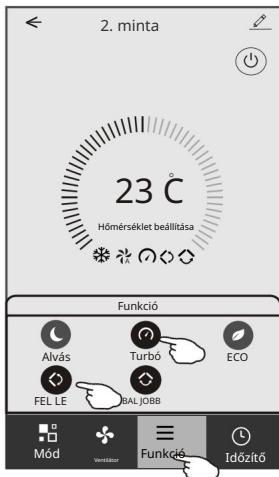 2. minta
23 °C
Hőmérséklet beállítása
A
Funkció
Alvás Turbó ECO
FEL LE BAL JOBB
Mód Ventilátor Funkció Időzítő